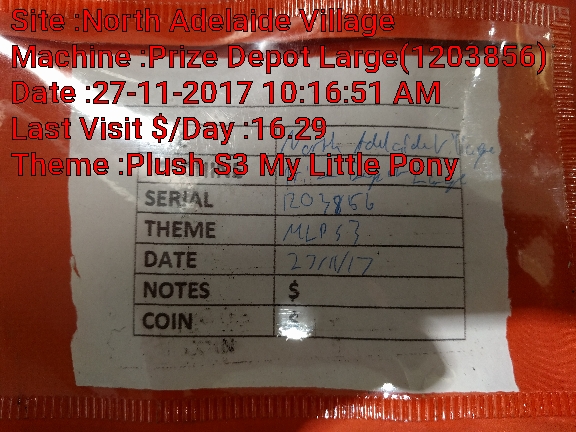 Site :North Adelaide Village
Machine :Prize Depot Large(1203856)
Date :27-11-2017 10:16:51 AM
Last Visit $/Day :16.29
Theme :Plush S3 My Little Pony
North Adelaide Village
SERIAL 1203856
THEME MLP S3
DATE 27/11/17
NOTES $
COIN $